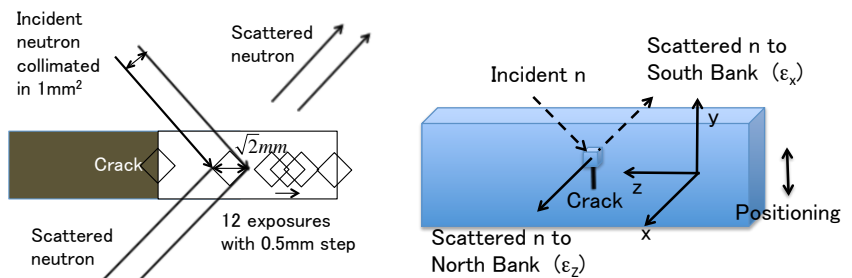 Incident
neutron
collimated
in 1mm²
Scattered
neutron
Crack
√2mm
12 exposures
with 0.5mm step
Scattered
neutron
Incident n
Scattered n to
South Bank (εx)
y
z
x
Crack
Positioning
Scattered n to
North Bank (εZ)